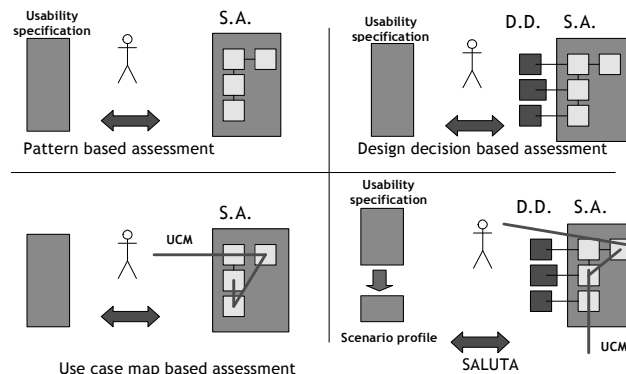 Usability
specification
S.A.
Pattern based assessment
Usability
specification
D.D. S.A.
Design decision based assessment
S.A.
UCM
Use case map based assessment
Usability
specification
D.D. S.A.
Scenario profile
SALUTA
UCM